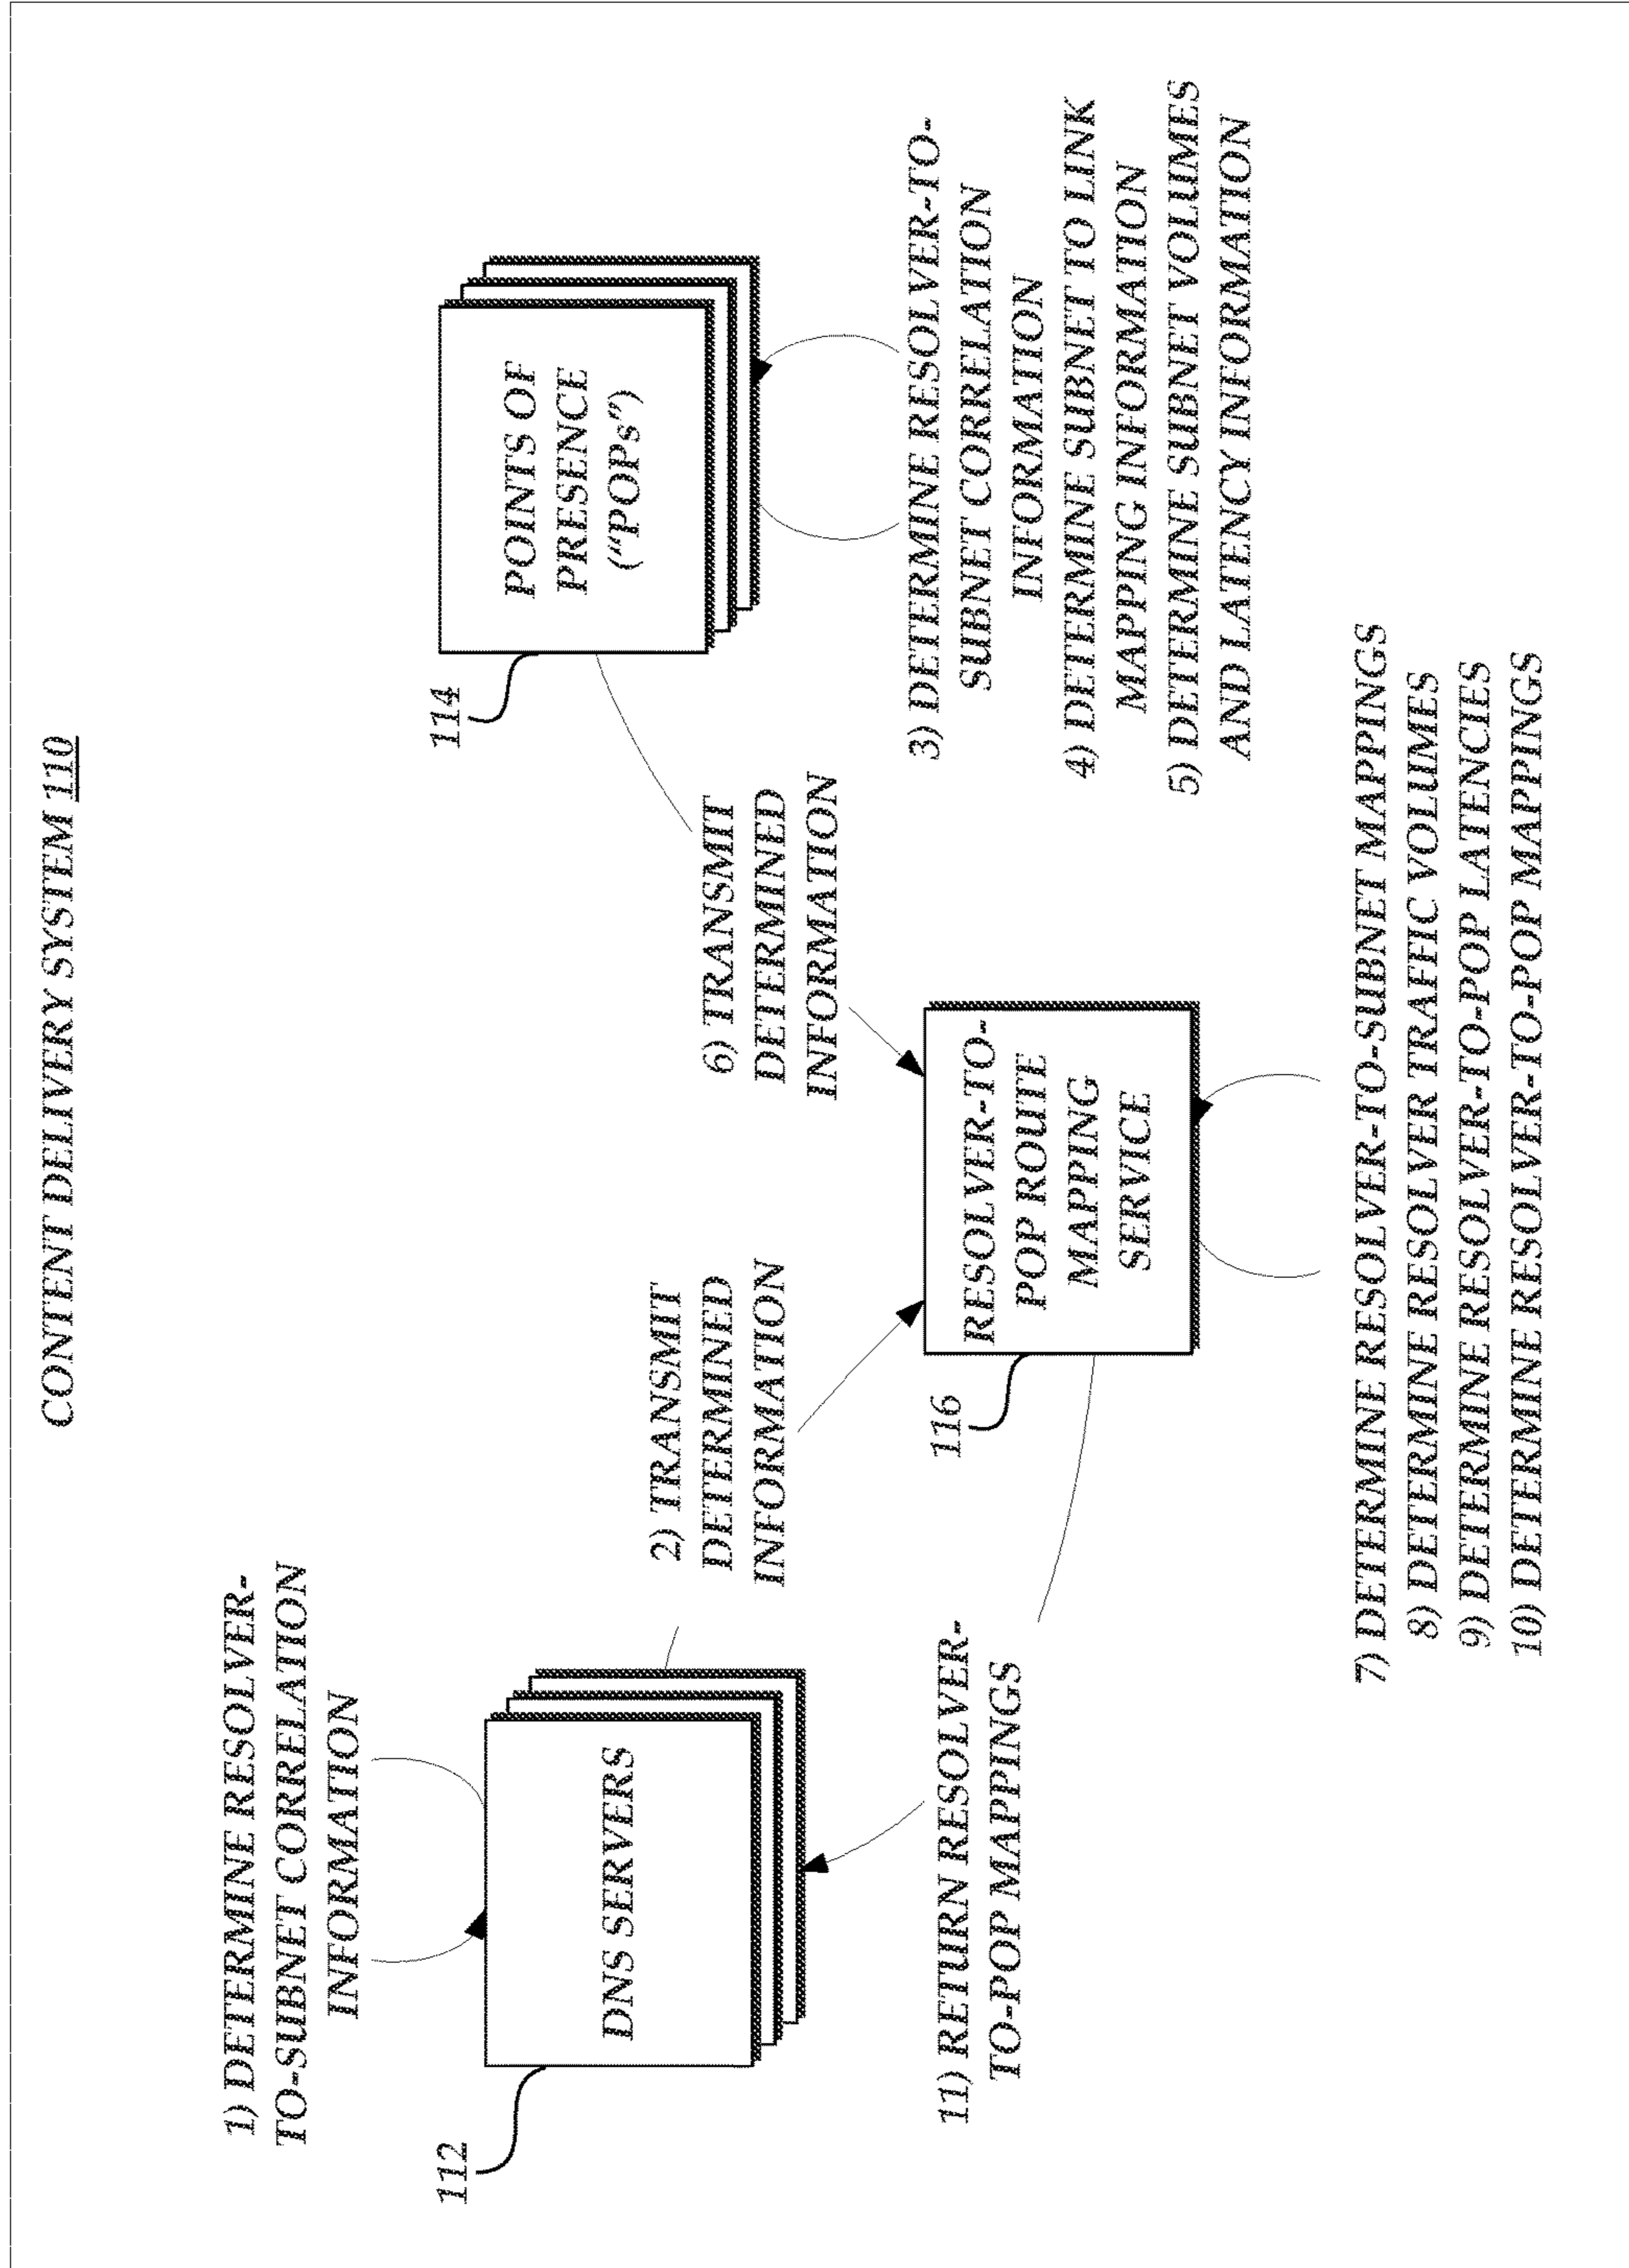 CONTENT DELIVERY SYSTEM 110
1) DETERMINE RESOLVER-
TO-SUBNET CORRELATION
INFORMATION
112
DNS SERVERS
2) TRANSMIT
DETERMINED
INFORMATION
114
POINTS OF
PRESENCE
("POPs")
3) DETERMINE RESOLVER-TO-
SUBNET CORRELATION
INFORMATION
4) DETERMINE SUBNET TO LINK
MAPPING INFORMATION
5) DETERMINE SUBNET VOLUMES
AND LATENCY INFORMATION
6) TRANSMIT
DETERMINED
INFORMATION
116
RESOLVER-TO-
POP ROUTE
MAPPING
SERVICE
7) DETERMINE RESOLVER-TO-SUBNET MAPPINGS
8) DETERMINE RESOLVER TRAFFIC VOLUMES
9) DETERMINE RESOLVER-TO-POP LATENCIES
10) DETERMINE RESOLVER-TO-POP MAPPINGS
11) RETURN RESOLVER-
TO-POP MAPPINGS